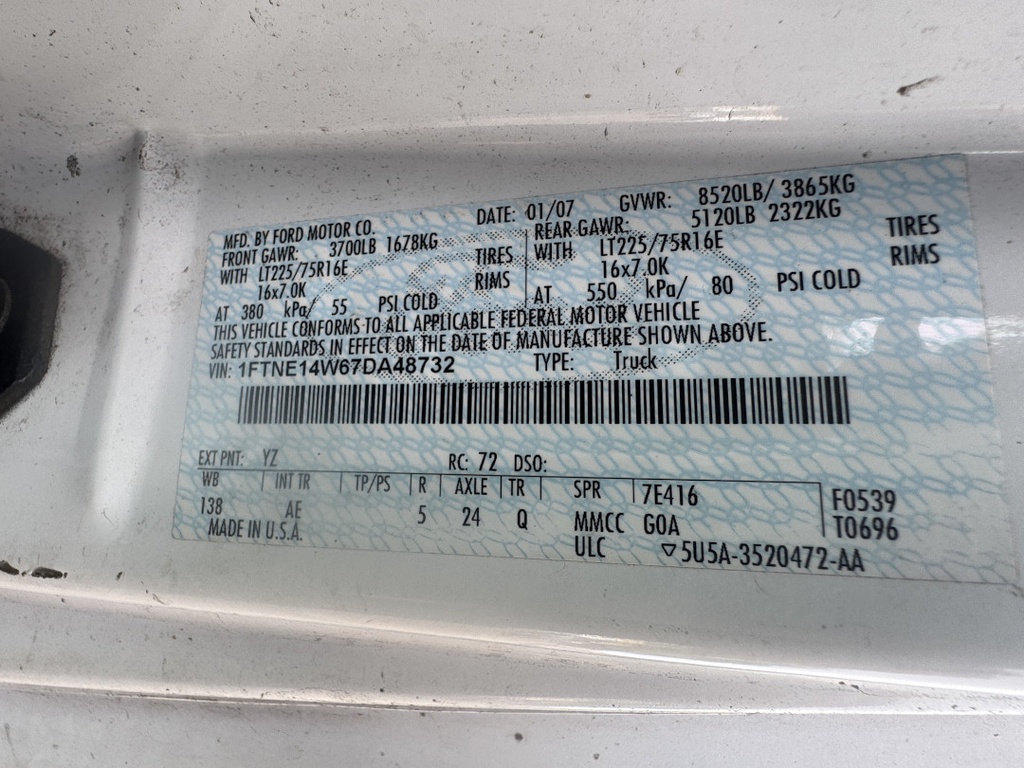 MFD. BY FORD MOTOR CO.
DATE: 01/07 GVWR: 8520LB/ 3865KG
FRONT GAWR: 3700LB 1678KG
REAR GAWR: 5120LB 2322KG
WITH LT225/75R16E TIRES
WITH LT225/75R16E TIRES
16x7.0K RIMS
16x7.0K RIMS
AT 380 kPa/ 55 PSI COLD
AT 550 kPa/ 80 PSI COLD
THIS VEHICLE CONFORMS TO ALL APPLICABLE FEDERAL MOTOR VEHICLE
SAFETY STANDARDS IN EFFECT ON THE DATE OF MANUFACTURE SHOWN ABOVE.
VIN: 1FTNE14W67DA48732 TYPE: Truck
EXT PNT: YZ RC: 72 DSO:
WB INT TR TP/PS R AXLE TR SPR 7E416 F0539
138 AE 5 24 Q MMCC G0A T0696
MADE IN U.S.A. ULC ▽5U5A-3520472-AA